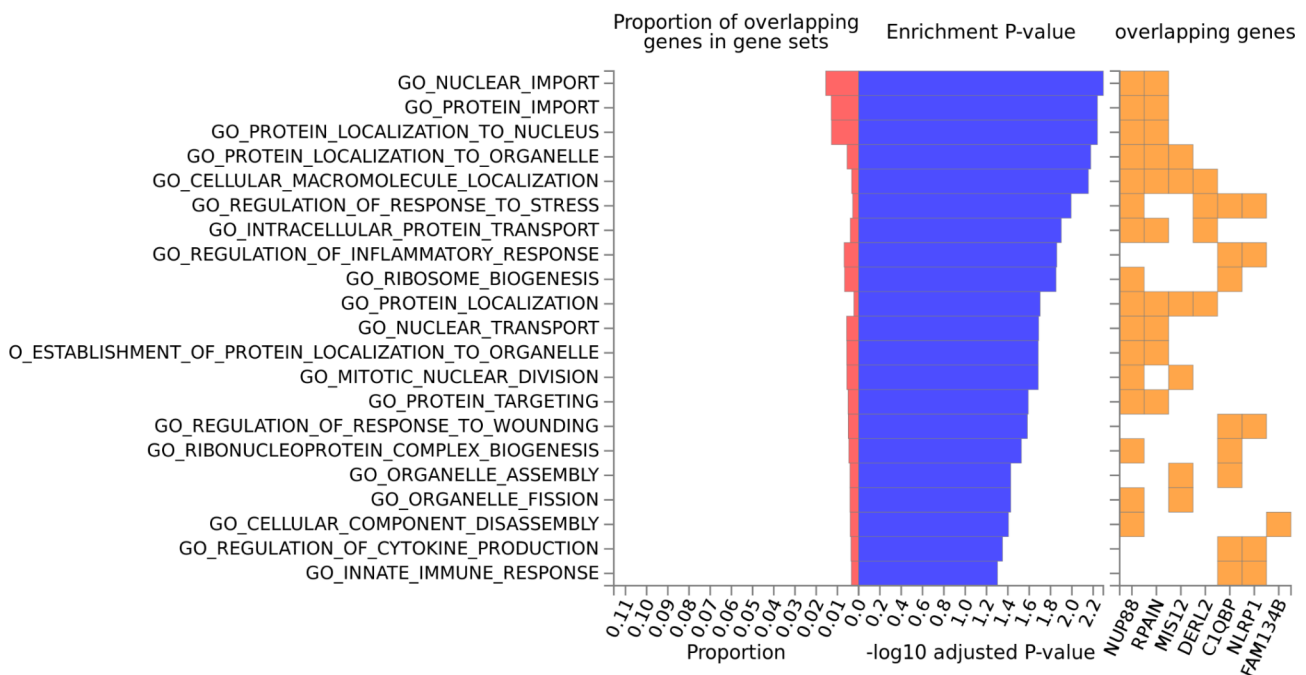 Proportion of overlapping
genes in gene sets
Enrichment P-value
overlapping genes
GO_NUCLEAR_IMPORT
GO_PROTEIN_IMPORT
GO_PROTEIN_LOCALIZATION_TO_NUCLEUS
GO_PROTEIN_LOCALIZATION_TO_ORGANELLE
GO_CELLULAR_MACROMOLECULE_LOCALIZATION
GO_REGULATION_OF_RESPONSE_TO_STRESS
GO_INTRACELLULAR_PROTEIN_TRANSPORT
GO_REGULATION_OF_INFLAMMATORY_RESPONSE
GO_RIBOSOME_BIOGENESIS
GO_PROTEIN_LOCALIZATION
GO_NUCLEAR_TRANSPORT
O_ESTABLISHMENT_OF_PROTEIN_LOCALIZATION_TO_ORGANELLE
GO_MITOTIC_NUCLEAR_DIVISION
GO_PROTEIN_TARGETING
GO_REGULATION_OF_RESPONSE_TO_WOUNDING
GO_RIBONUCLEOPROTEIN_COMPLEX_BIOGENESIS
GO_ORGANELLE_ASSEMBLY
GO_ORGANELLE_FISSION
GO_CELLULAR_COMPONENT_DISASSEMBLY
GO_REGULATION_OF_CYTOKINE_PRODUCTION
GO_INNATE_IMMUNE_RESPONSE
0.11 0.10 0.09 0.08 0.07 0.06 0.05 0.04 0.03 0.02 0.01 0.0 0.2 0.4 0.6 0.8 1.0 1.2 1.4 1.6 1.8 2.0 2.2
NUP88 RPAIN MIS12 DERL2 C1QBP NLRP1 FAM134B
Proportion
-log10 adjusted P-value